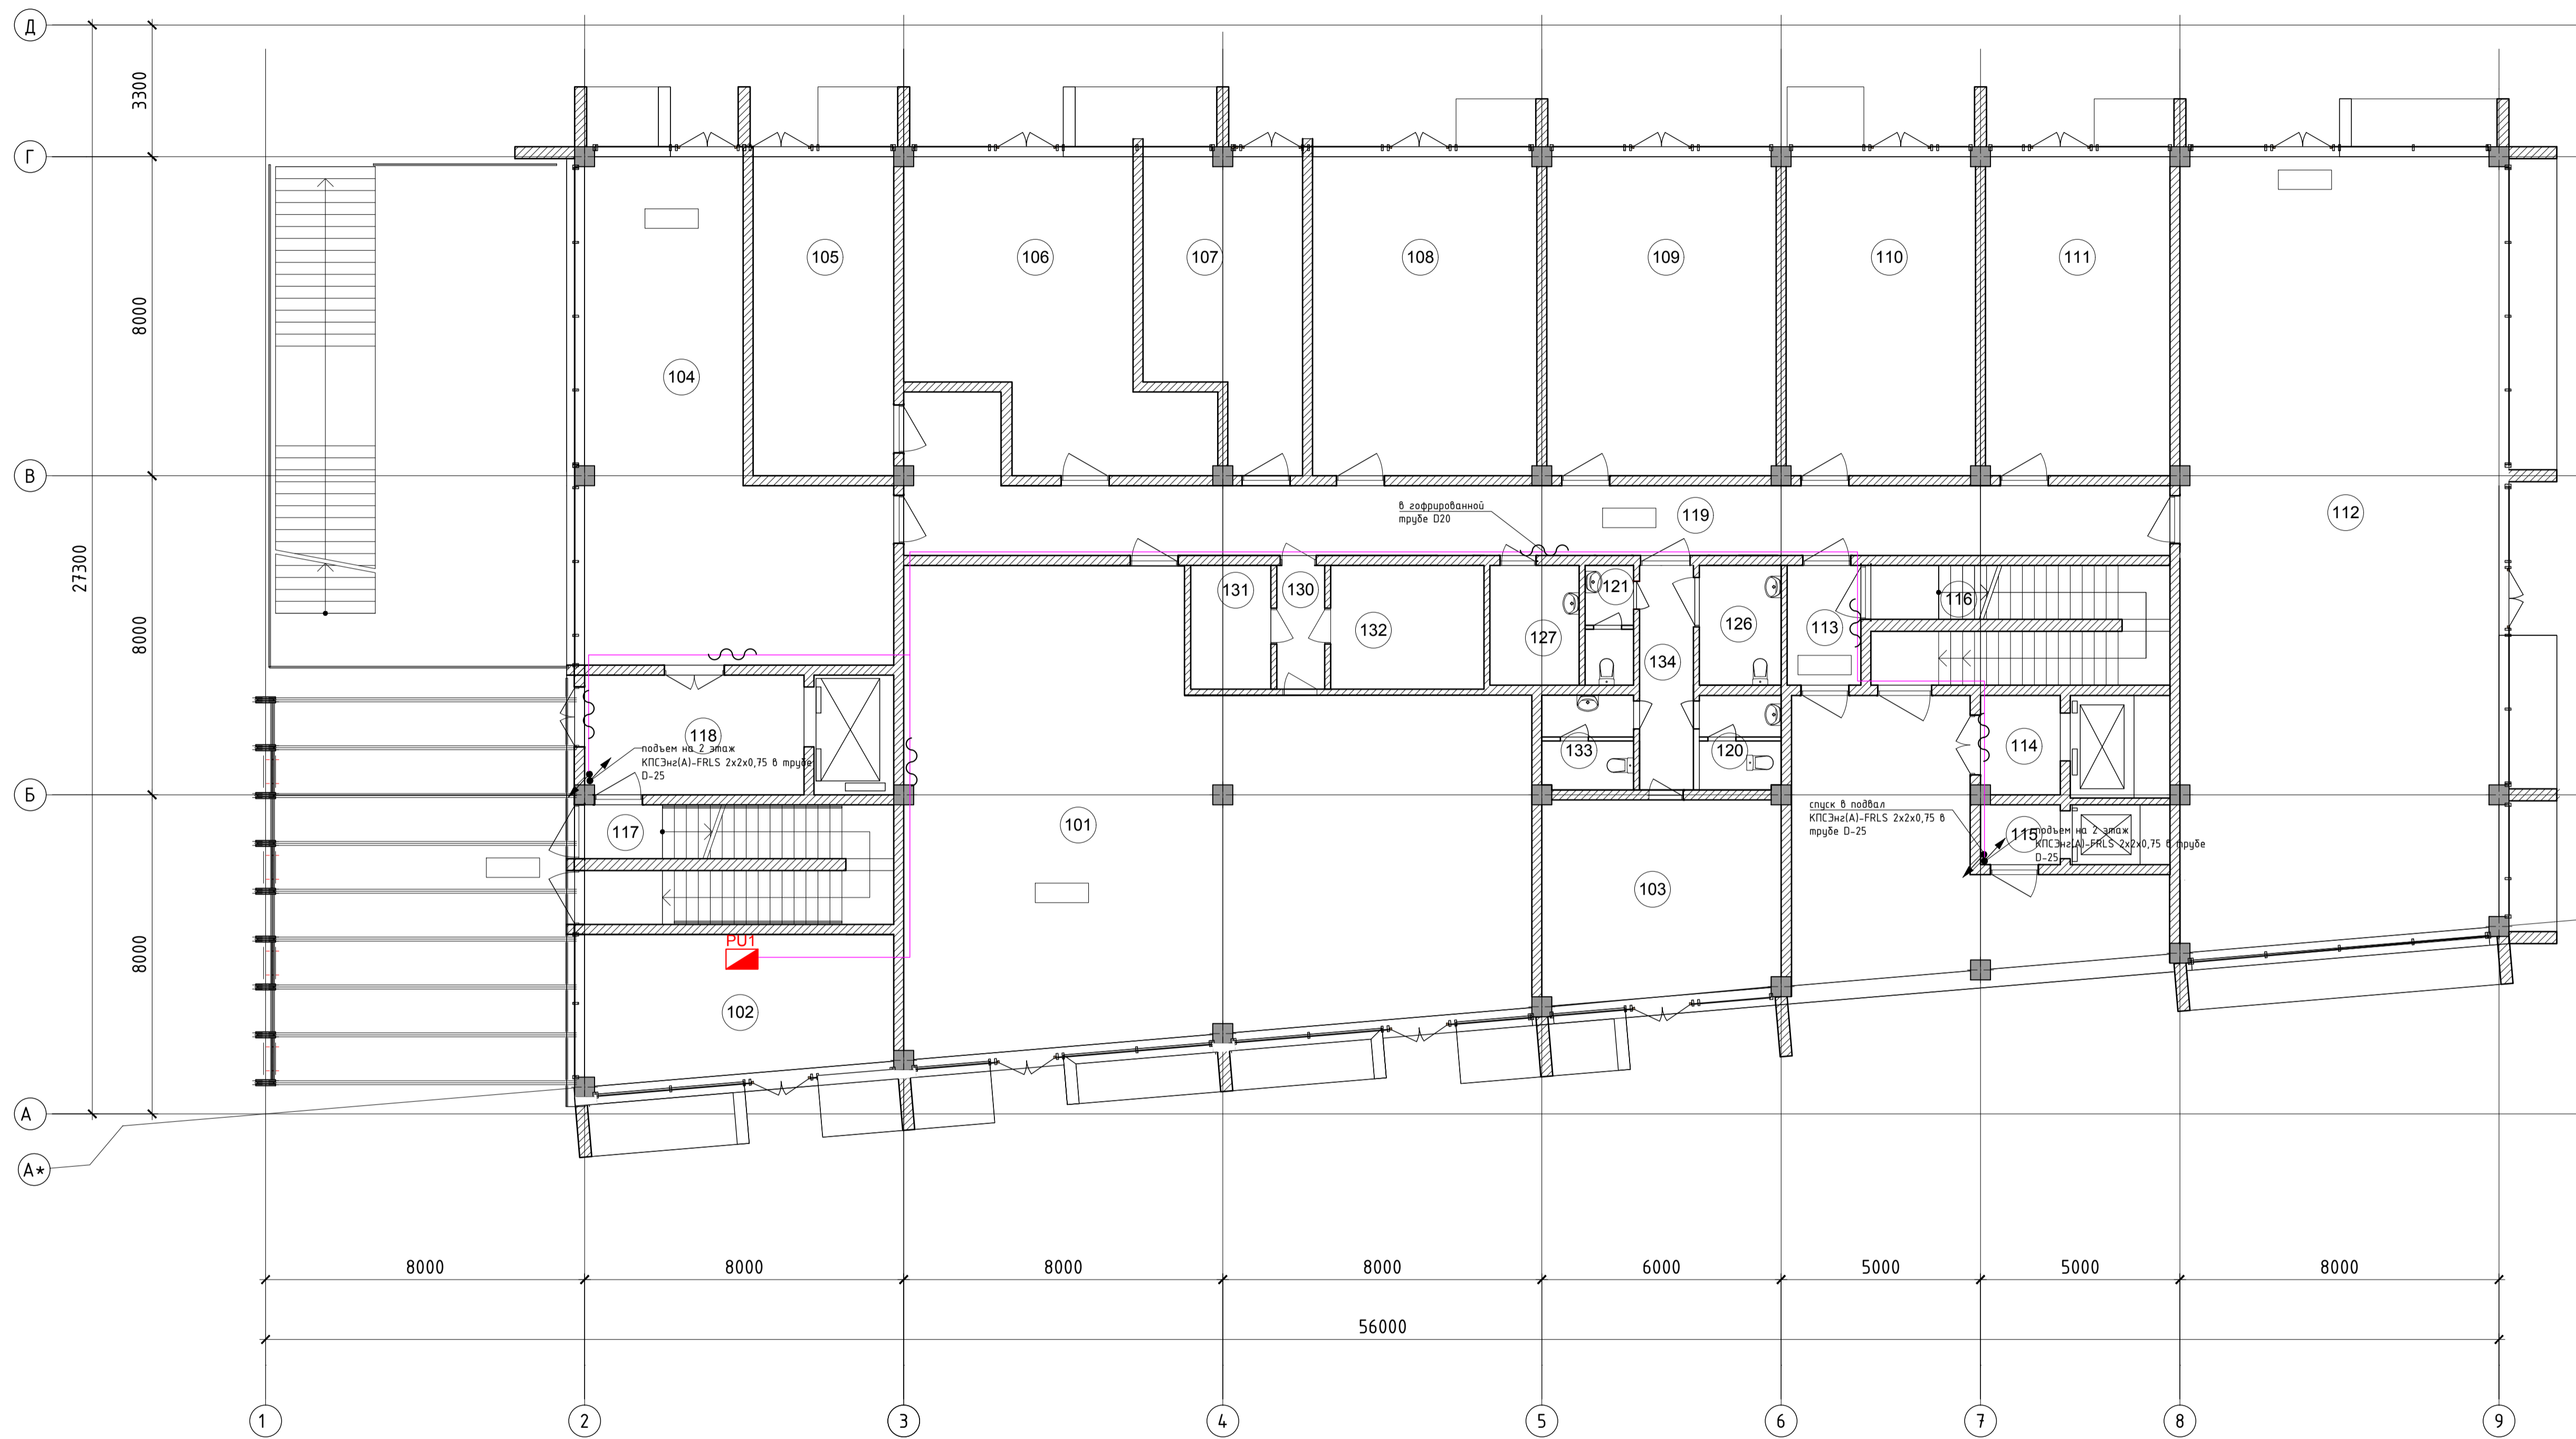 Д
3300
Г
8000
В
27300
8000
Б
8000
А
А*
105
106
107
108
109
110
111
104
в гофрированной
трубе D20
119
112
131
130
132
127
121
126
113
116
134
118
подъем на 2 этаж
КПСЭнг(А)-FRLS 2x2x0,75 в трубе
D-25
133
120
114
117
101
спуск в подвал
КПСЭнг(А)-FRLS 2x2x0,75 в
трубе D-25
115
подъем на 2 этаж
КПСЭнг(А)-FRLS 2x2x0,75 в трубе
D-25
103
PU1
102
8000
8000
8000
8000
6000
5000
5000
8000
56000
1
2
3
4
5
6
7
8
9